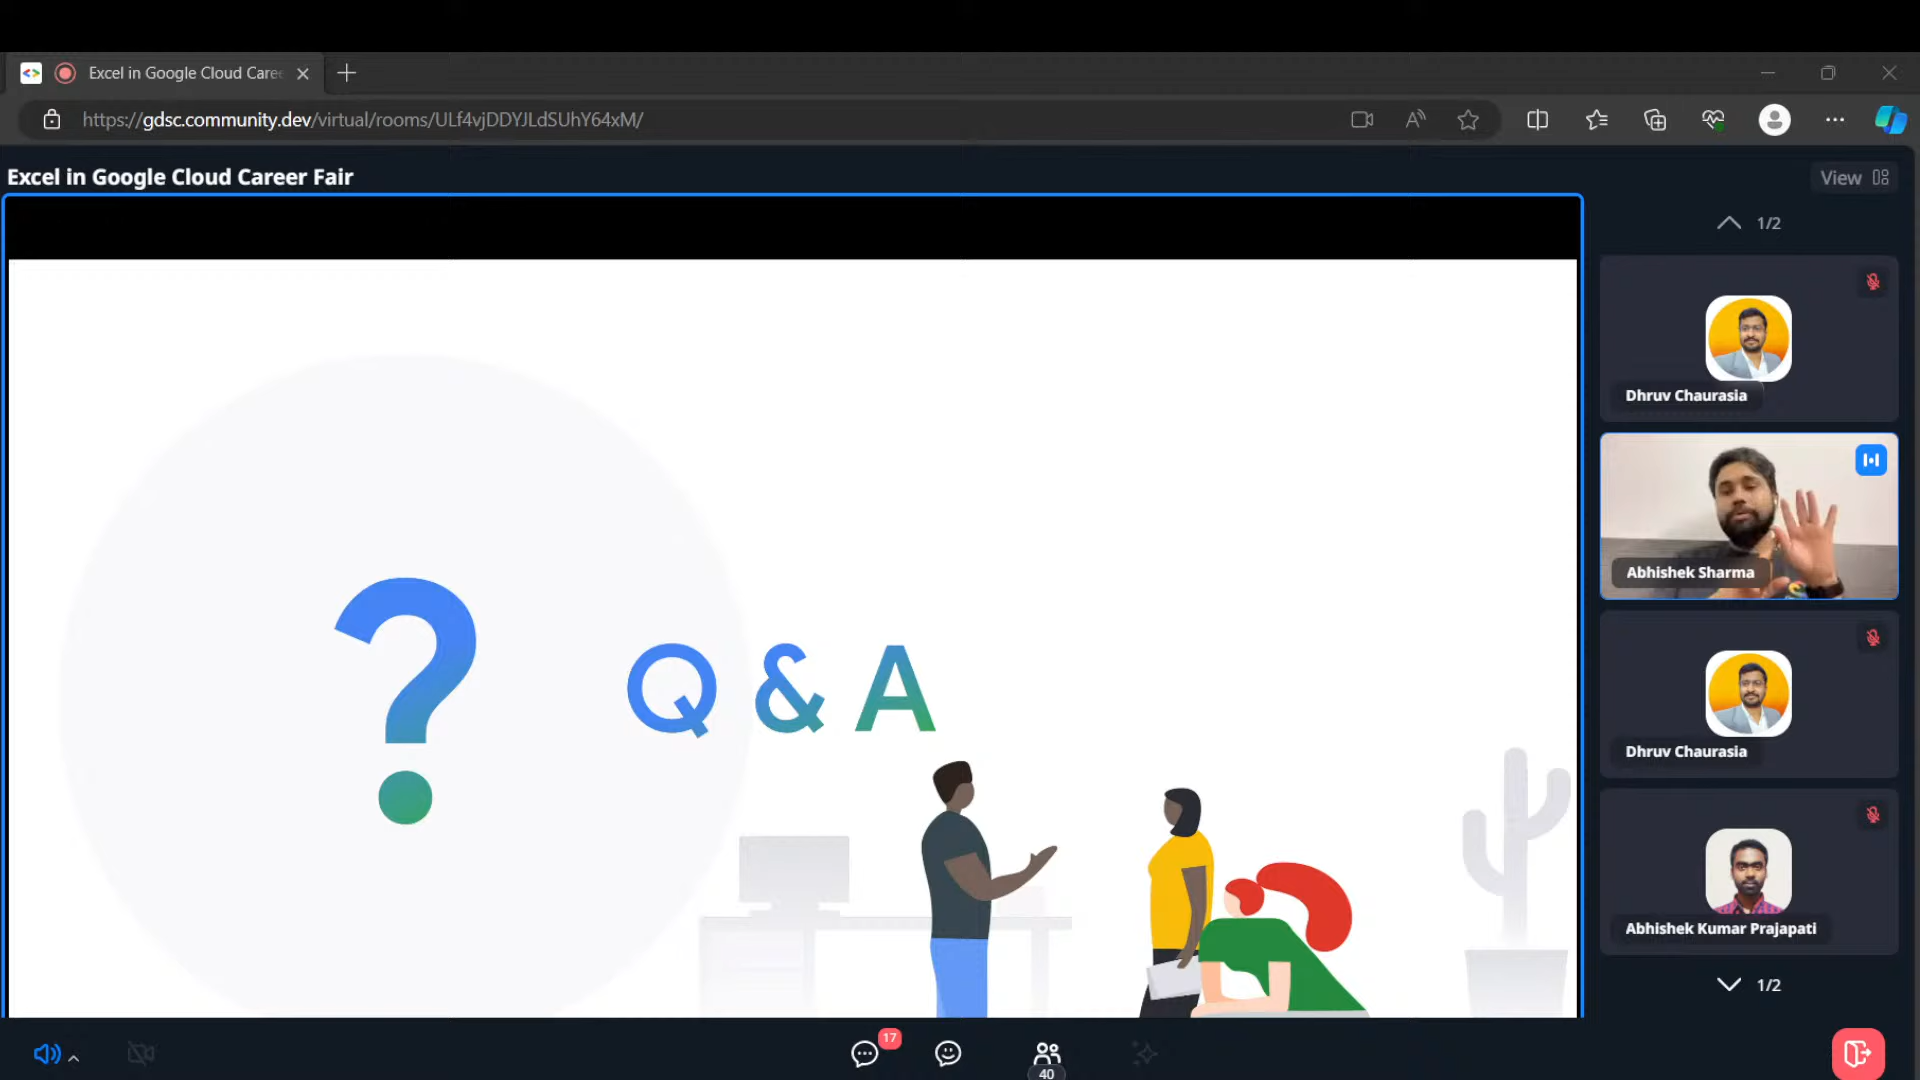 Excel in Google Cloud Caree
https://gdsc.community.dev/virtual/rooms/ULf4vjDDYJLdSUhY64xM/
Excel in Google Cloud Career Fair
View
1/2
Dhruv Chaurasia
Abhishek Sharma
? Q & A
Dhruv Chaurasia
Abhishek Kumar Prajapati
1/2
17
40